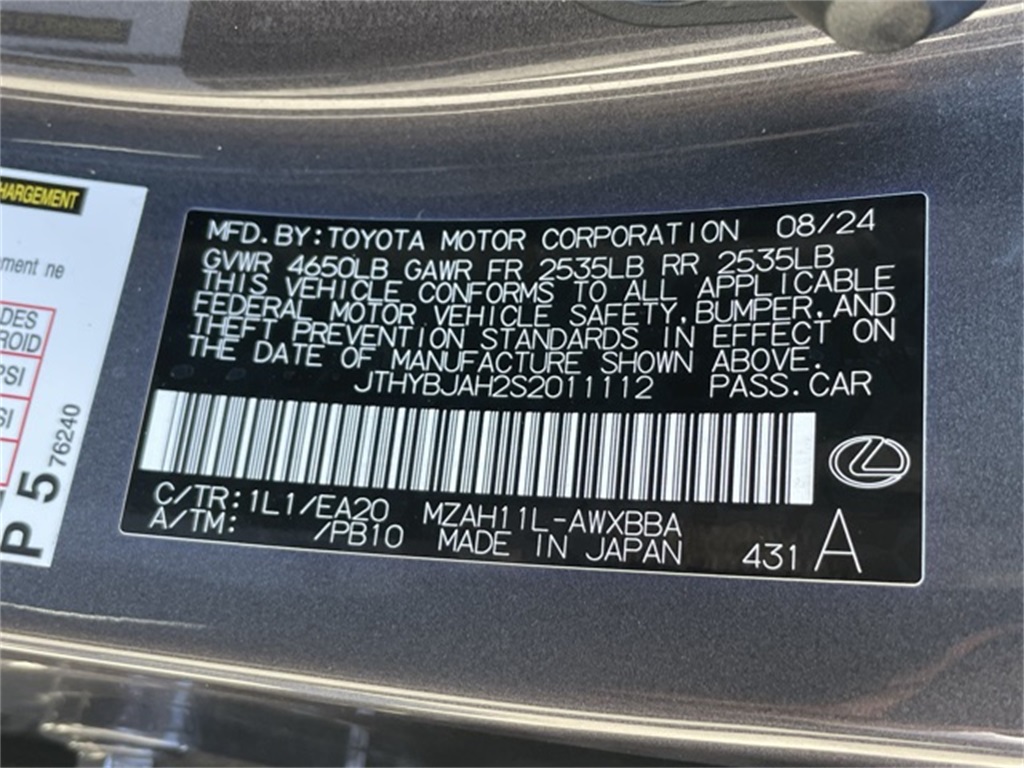 HARGEMENT
ement ne
DES
ROID
PSI
SI
P 5 76240
MFD.BY:TOYOTA MOTOR CORPORATION 08/24
GVWR 4650LB GAWR FR 2535LB RR 2535LB
THIS VEHICLE CONFORMS TO ALL APPLICABLE
FEDERAL MOTOR VEHICLE SAFETY,BUMPER,AND
THEFT PREVENTION STANDARDS IN EFFECT ON
THE DATE OF MANUFACTURE SHOWN ABOVE.
JTHYBJAH2S2011112 PASS.CAR
C/TR:1L1/EA20 MZAH11L-AWXBBA
A/TM: /PB10 MADE IN JAPAN 431 A